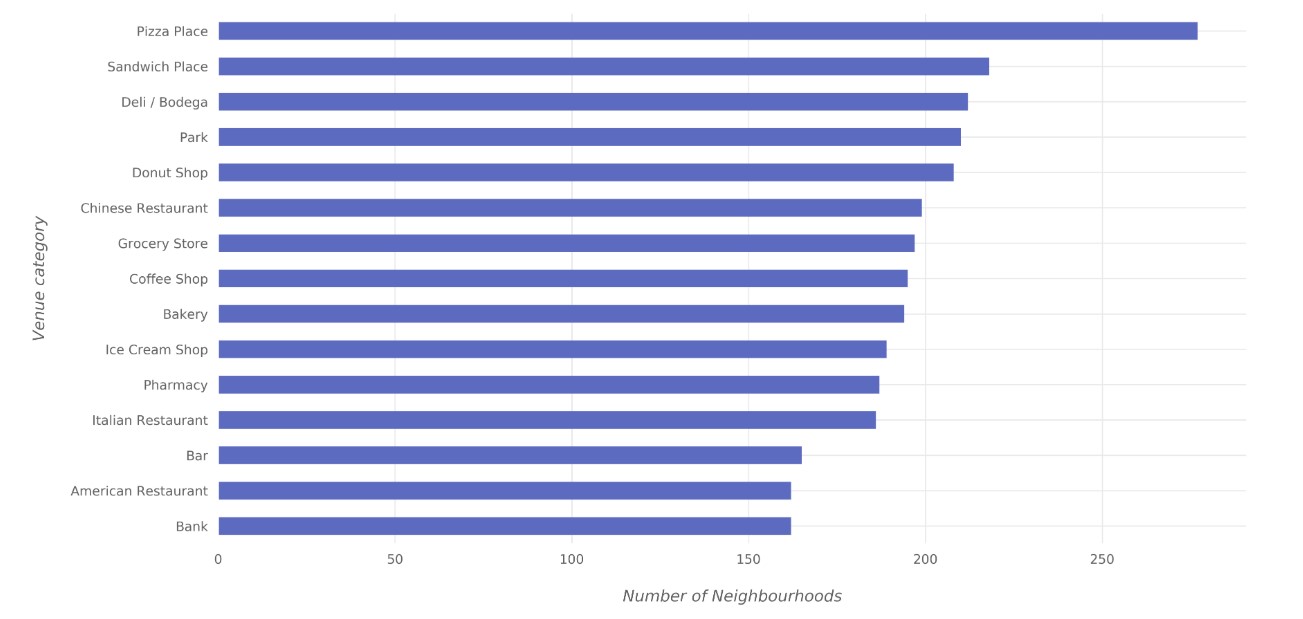 Pizza Place
Sandwich Place
Deli / Bodega
Park
Donut Shop
Chinese Restaurant
Grocery Store
Coffee Shop
Bakery
Ice Cream Shop
Pharmacy
Italian Restaurant
Bar
American Restaurant
Bank
Venue category
0 50 100 150 200 250
Number of Neighbourhoods